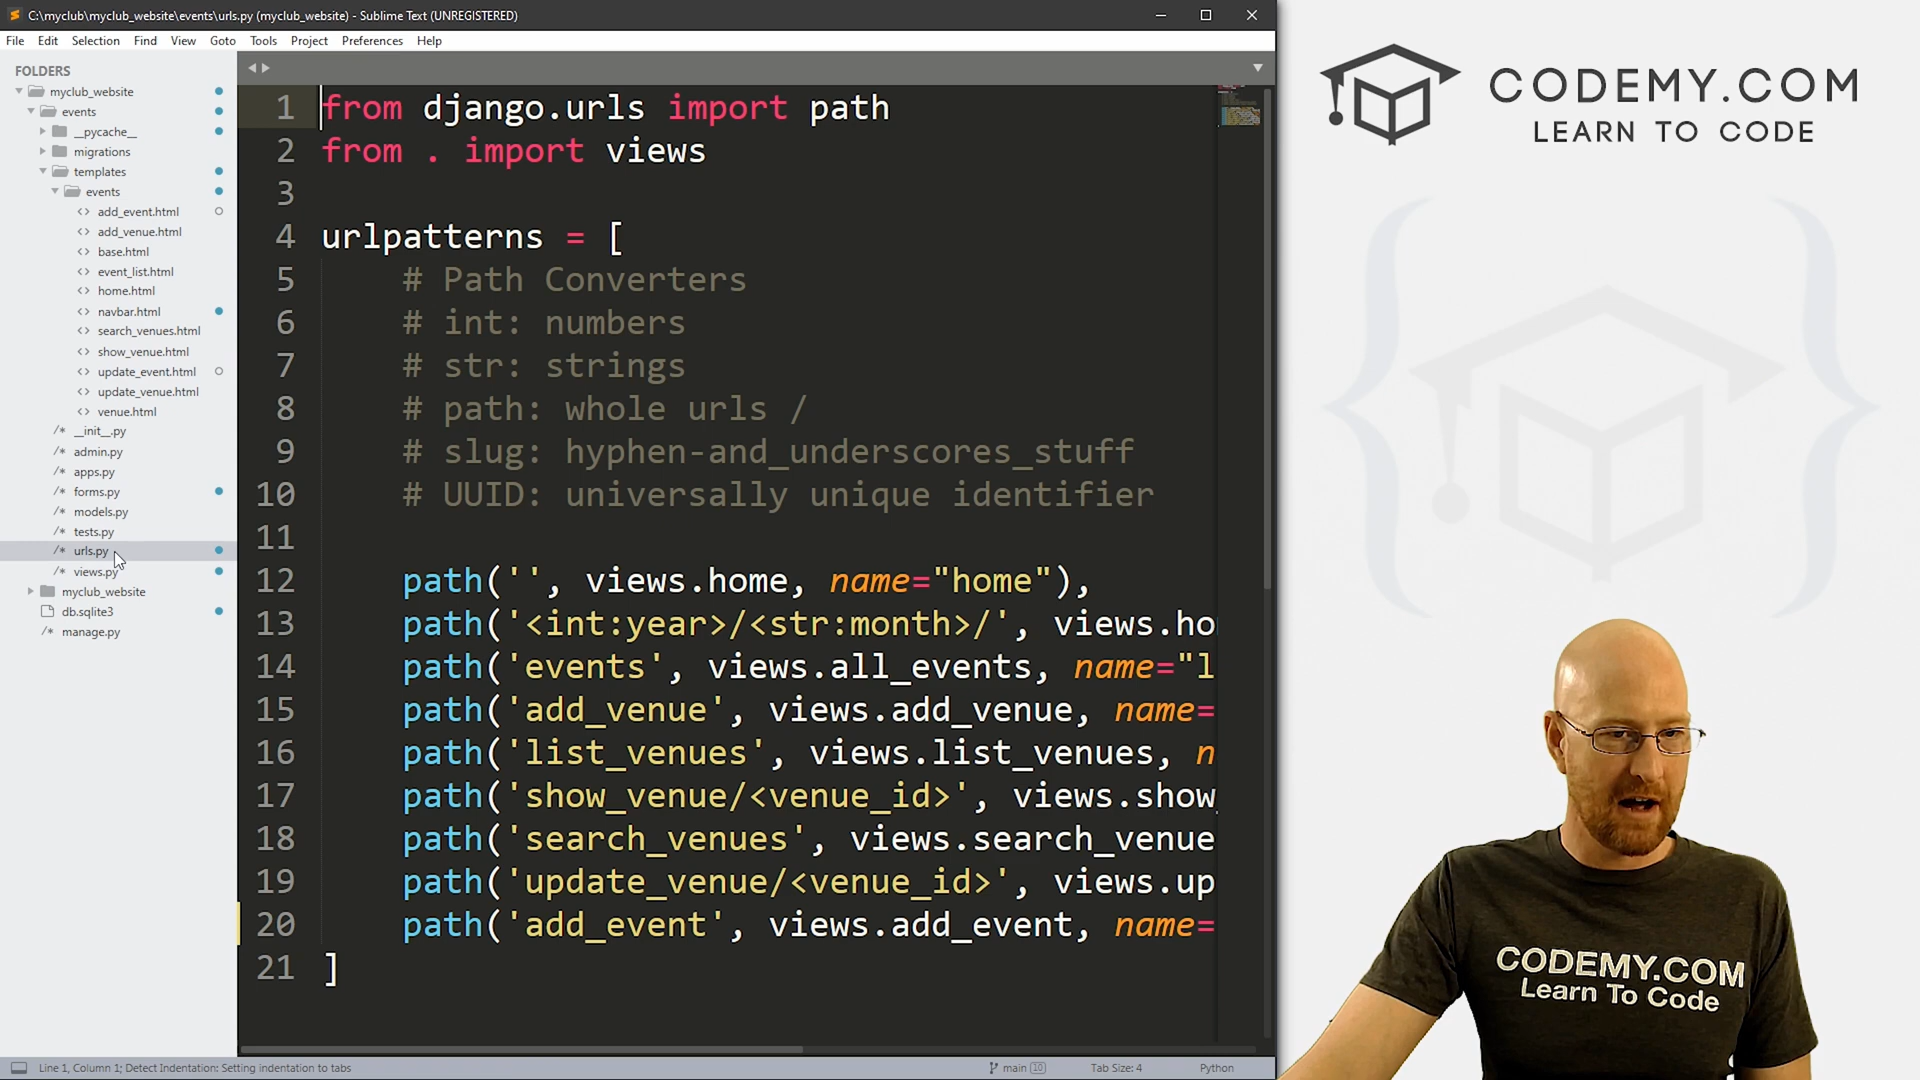 C:\myclub\myclub_website\events\urls.py (myclub_website) - Sublime Text (UNREGISTERED)
File Edit Selection Find View Goto Tools Project Preferences Help
FOLDERS
myclub_website
events
__pycache__
migrations
templates
events
add_event.html
add_venue.html
base.html
event_list.html
home.html
navbar.html
search_venues.html
show_venue.html
update_event.html
update_venue.html
venue.html
__init__.py
admin.py
apps.py
forms.py
models.py
tests.py
urls.py
views.py
myclub_website
db.sqlite3
manage.py
1 from django.urls import path
2 from . import views
3
4 urlpatterns = [
5 # Path Converters
6 # int: numbers
7 # str: strings
8 # path: whole urls /
9 # slug: hyphen-and_underscores_stuff
10 # UUID: universally unique identifier
11
12 path('', views.home, name="home"),
13 path('<int:year>/<str:month>/', views.ho
14 path('events', views.all_events, name="l
15 path('add_venue', views.add_venue, name=
16 path('list_venues', views.list_venues, n
17 path('show_venue/<venue_id>', views.show_
18 path('search_venues', views.search_venue
19 path('update_venue/<venue_id>', views.up
20 path('add_event', views.add_event, name=
21 ]
Line 1, Column 1; Detect Indentation: Setting indentation to tabs
main 10
Tab Size: 4
Python
CODEMY.COM
LEARN TO CODE
CODEMY.COM
Learn To Code